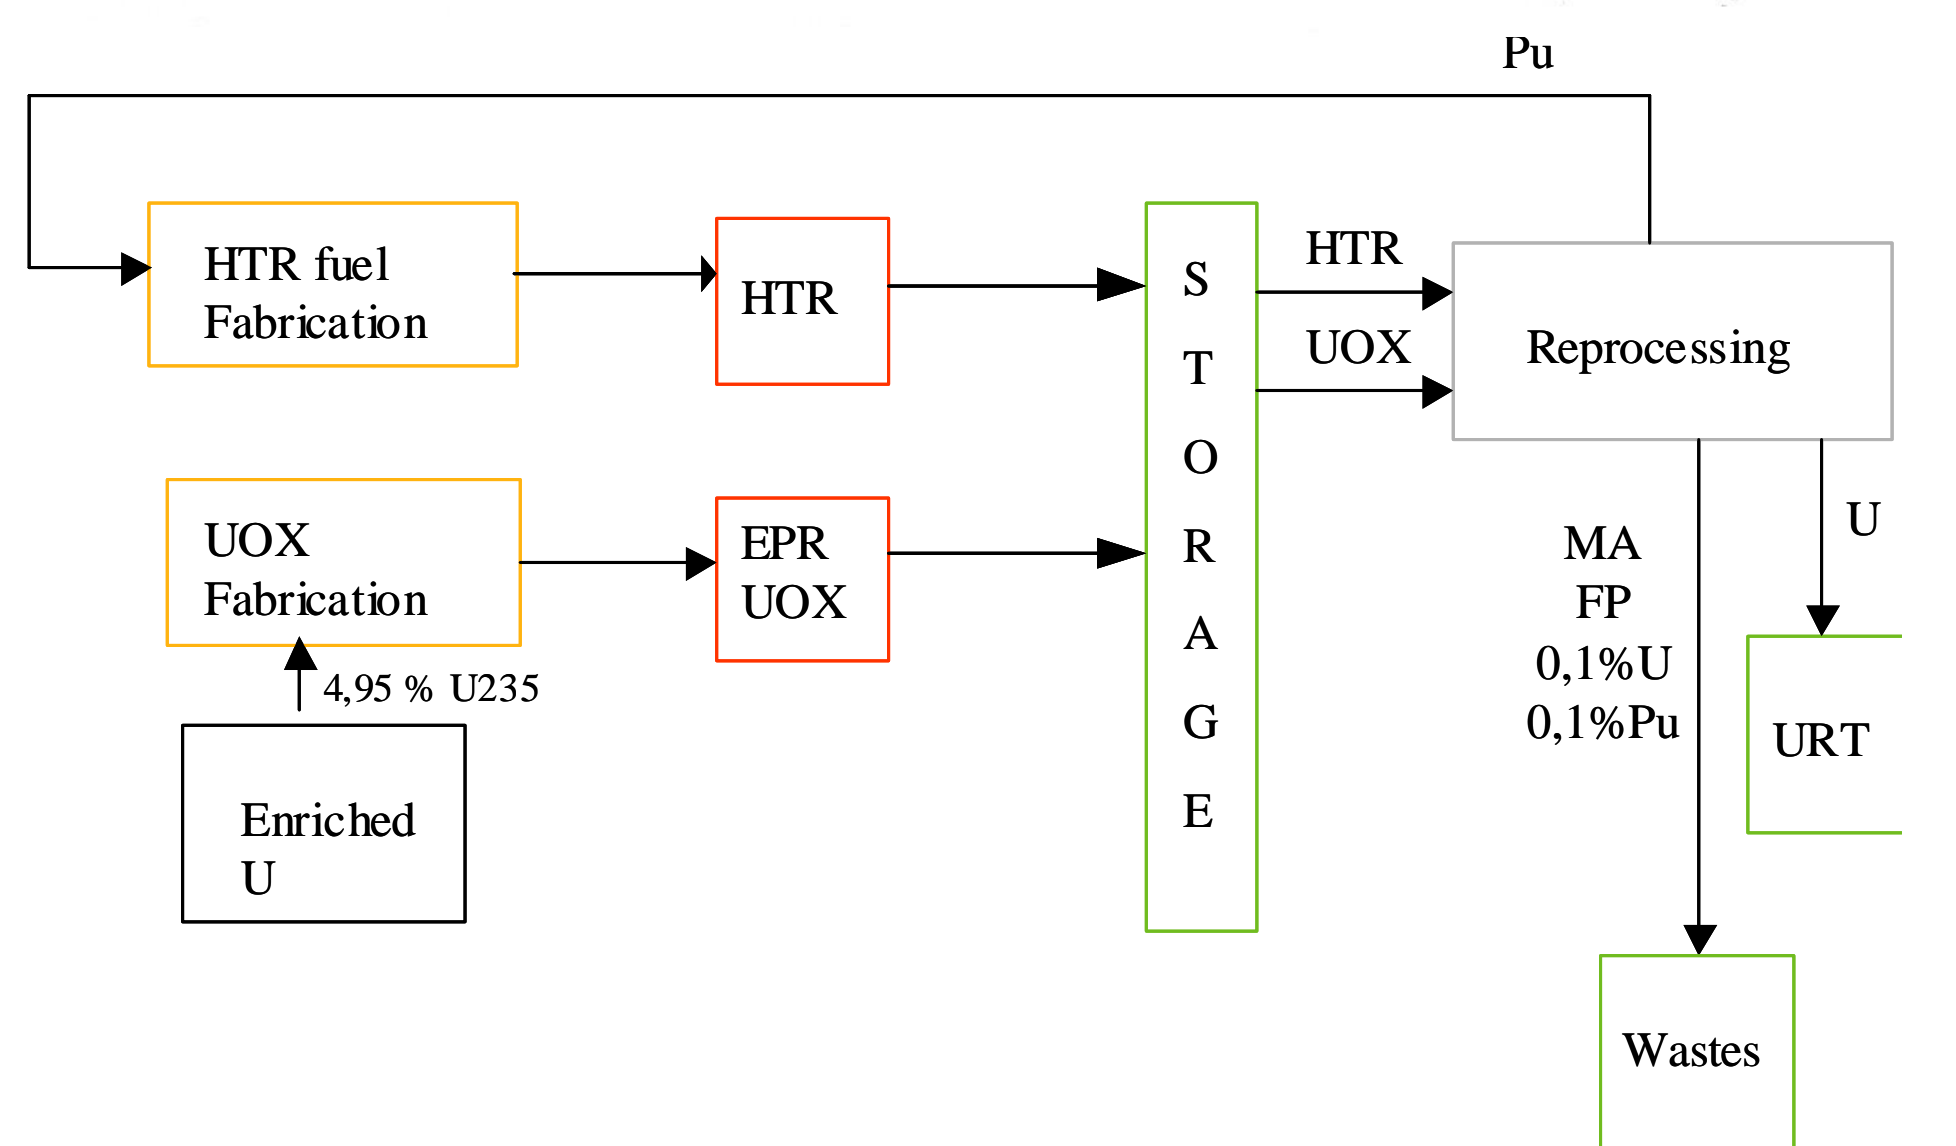 Pu
HTR fuel
Fabrication
HTR
S
T
O
R
A
G
E
HTR
UOX
Reprocessing
UOX
Fabrication
EPR
UOX
4,95 % U235
Enriched
U
MA
FP
0,1%U
0,1%Pu
U
URT
Wastes